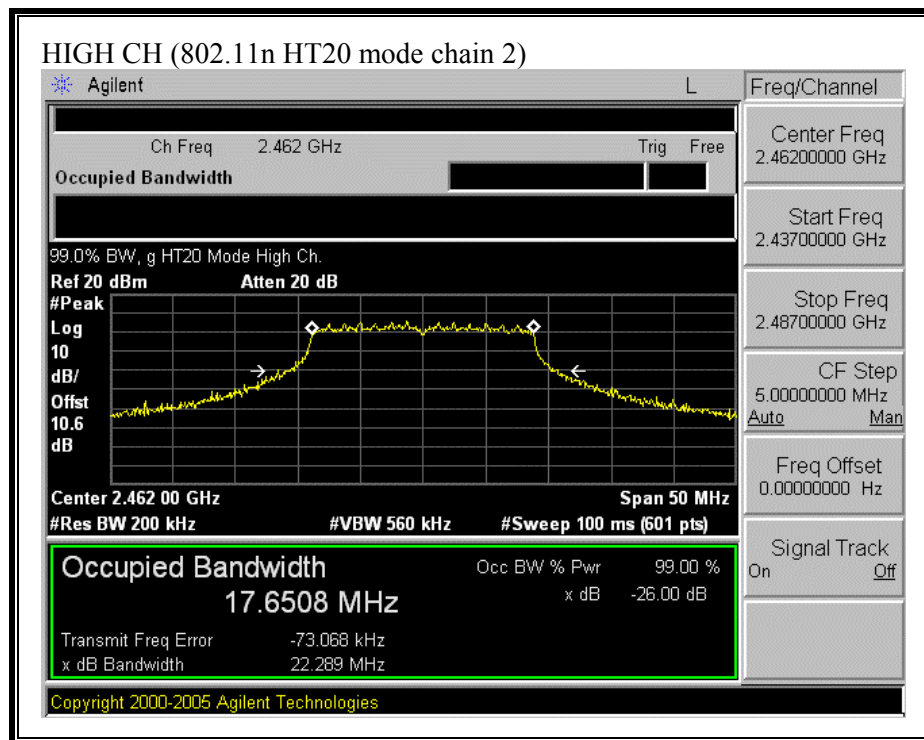 HIGH CH (802.11n HT20 mode chain 2)
Agilent L Freq/Channel
Ch Freq 2.462 GHz Trig Free
Occupied Bandwidth
Center Freq
2.46200000 GHz
Start Freq
2.43700000 GHz
Stop Freq
2.48700000 GHz
CF Step
5.00000000 MHz
Auto Man
Freq Offset
0.00000000 Hz
Signal Track
On Off
99.0% BW, g HT20 Mode High Ch.
Ref 20 dBm Atten 20 dB
#Peak
Log
10
dB/
Offst
10.6
dB
Center 2.462 00 GHz Span 50 MHz
#Res BW 200 kHz #VBW 560 kHz #Sweep 100 ms (601 pts)
Occupied Bandwidth Occ BW % Pwr 99.00 %
17.6508 MHz x dB -26.00 dB
Transmit Freq Error -73.068 kHz
x dB Bandwidth 22.289 MHz
Copyright 2000-2005 Agilent Technologies